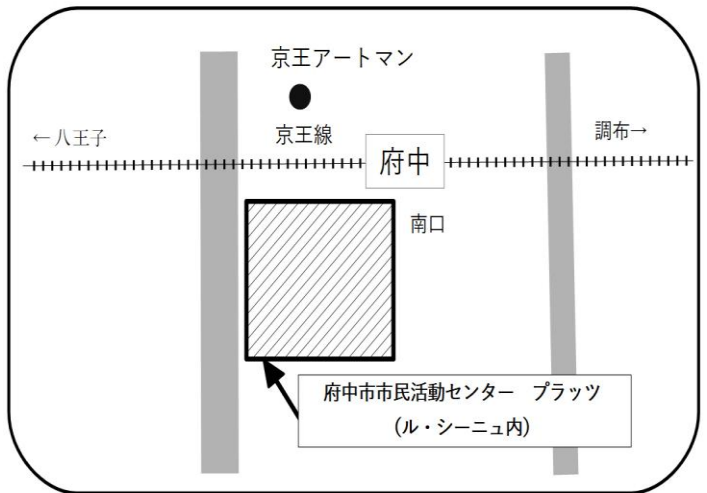 京王アートマン
京王線
←八王子
調布→
府中
南口
府中市市民活動センター　プラッツ
(ル・シーニュ内)